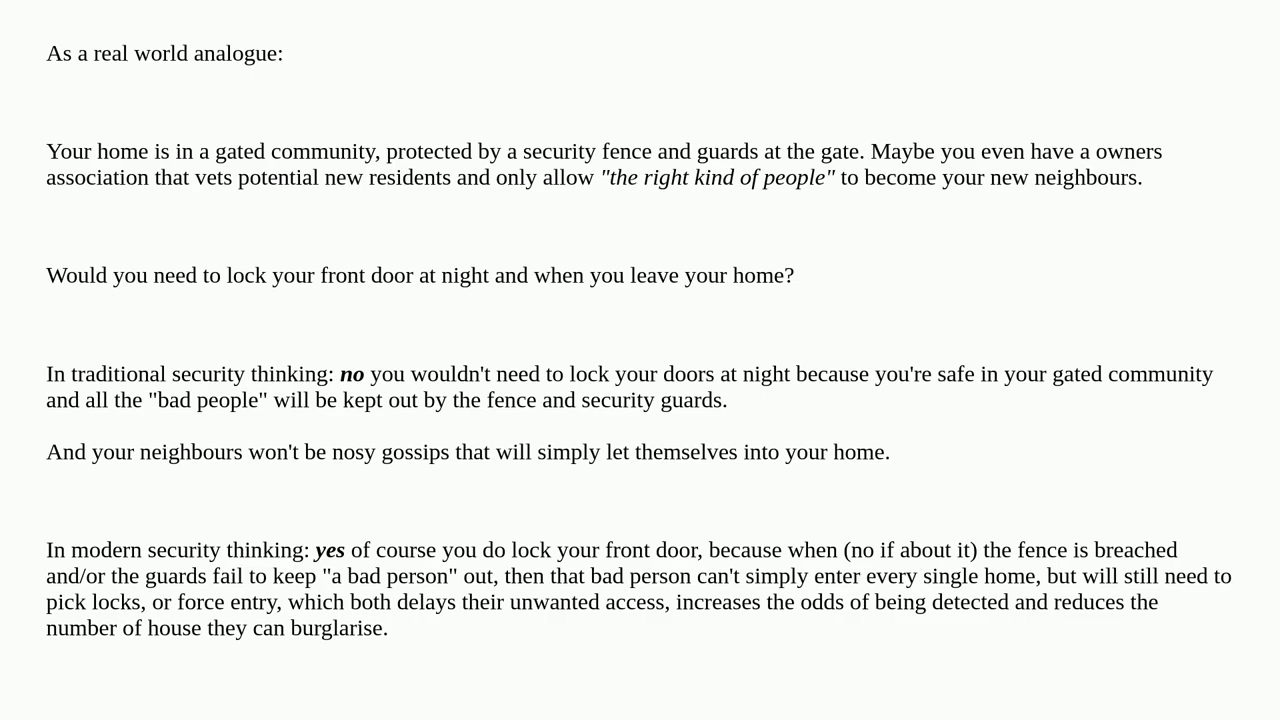 As a real world analogue:
Your home is in a gated community, protected by a security fence and guards at the gate. Maybe you even have a owners
association that vets potential new residents and only allow "the right kind of people" to become your new neighbours.
Would you need to lock your front door at night and when you leave your home?
In traditional security thinking: no you wouldn't need to lock your doors at night because you're safe in your gated community
and all the "bad people" will be kept out by the fence and security guards.
And your neighbours won't be nosy gossips that will simply let themselves into your home.
In modern security thinking: yes of course you do lock your front door, because when (no if about it) the fence is breached
and/or the guards fail to keep "a bad person" out, then that bad person can't simply enter every single home, but will still need to
pick locks, or force entry, which both delays their unwanted access, increases the odds of being detected and reduces the
number of house they can burglarise.